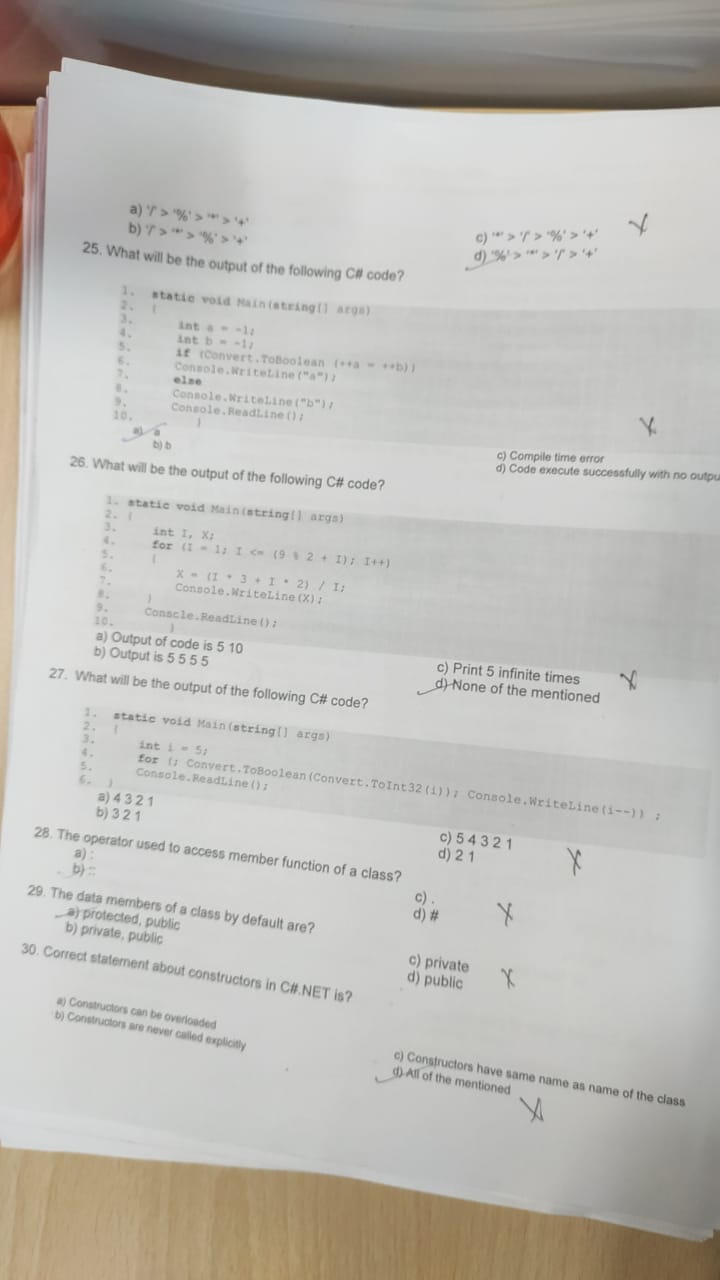 a) '/' > '%' > '*' > '+'
b) '/' > '*' > '%' > '+'
c) '*' > '/' > '%' > '+'
d) '%' > '*' > '/' > '+'
25. What will be the output of the following C# code?
1. static void Main(string[] args)
2. {
3. int a = -1;
4. int b = -1;
5. if (Convert.ToBoolean (++a = ++b))
6. Console.WriteLine("a");
7. else
8. Console.WriteLine("b");
9. Console.ReadLine();
10. }
a) a
b) b
c) Compile time error
d) Code execute successfully with no outpu
26. What will be the output of the following C# code?
1. static void Main(string[] args)
2. {
3. int I, X;
4. for (I = 1; I <= (9 % 2 + I); I++)
5. {
6. X = (I * 3 + I * 2) / I;
7. Console.WriteLine(X);
8. }
9. Console.ReadLine();
10. }
a) Output of code is 5 10
b) Output is 5 5 5 5
c) Print 5 infinite times
d) None of the mentioned
27. What will be the output of the following C# code?
1. static void Main(string[] args)
2. {
3. int i = 5;
4. for (; Convert.ToBoolean(Convert.ToInt32(i)); Console.WriteLine(i--)) ;
5. Console.ReadLine();
6. }
a) 4 3 2 1
b) 3 2 1
c) 5 4 3 2 1
d) 2 1
28. The operator used to access member function of a class?
a) :
b) ::
c) .
d) #
29. The data members of a class by default are?
a) protected, public
b) private, public
c) private
d) public
30. Correct statement about constructors in C#.NET is?
a) Constructors can be overloaded
b) Constructors are never called explicitly
c) Constructors have same name as name of the class
d) All of the mentioned